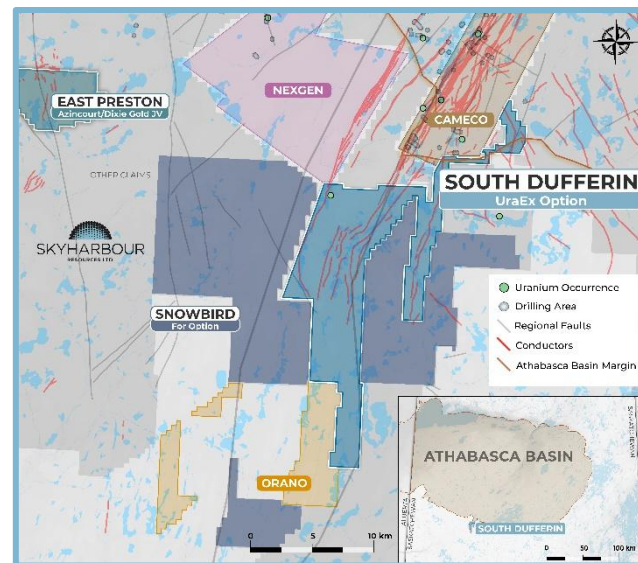 NEXGEN
EAST PRESTON
Azincourt/Dixie Gold JV
CAMECO
OTHER CLAIMS
SOUTH DUFFERIN
UraEx Option
SKYHARBOUR
RESOURCES LTD
SNOWBIRD
For Option
Uranium Occurrence
Drilling Area
Regional Faults
Conductors
Athabasca Basin Margin
ORANO
0 5 10 km
ATHABASCA BASIN
ALBERTA
SASKATCHEWAN
SOUTH DUFFERIN
0 50 100 km